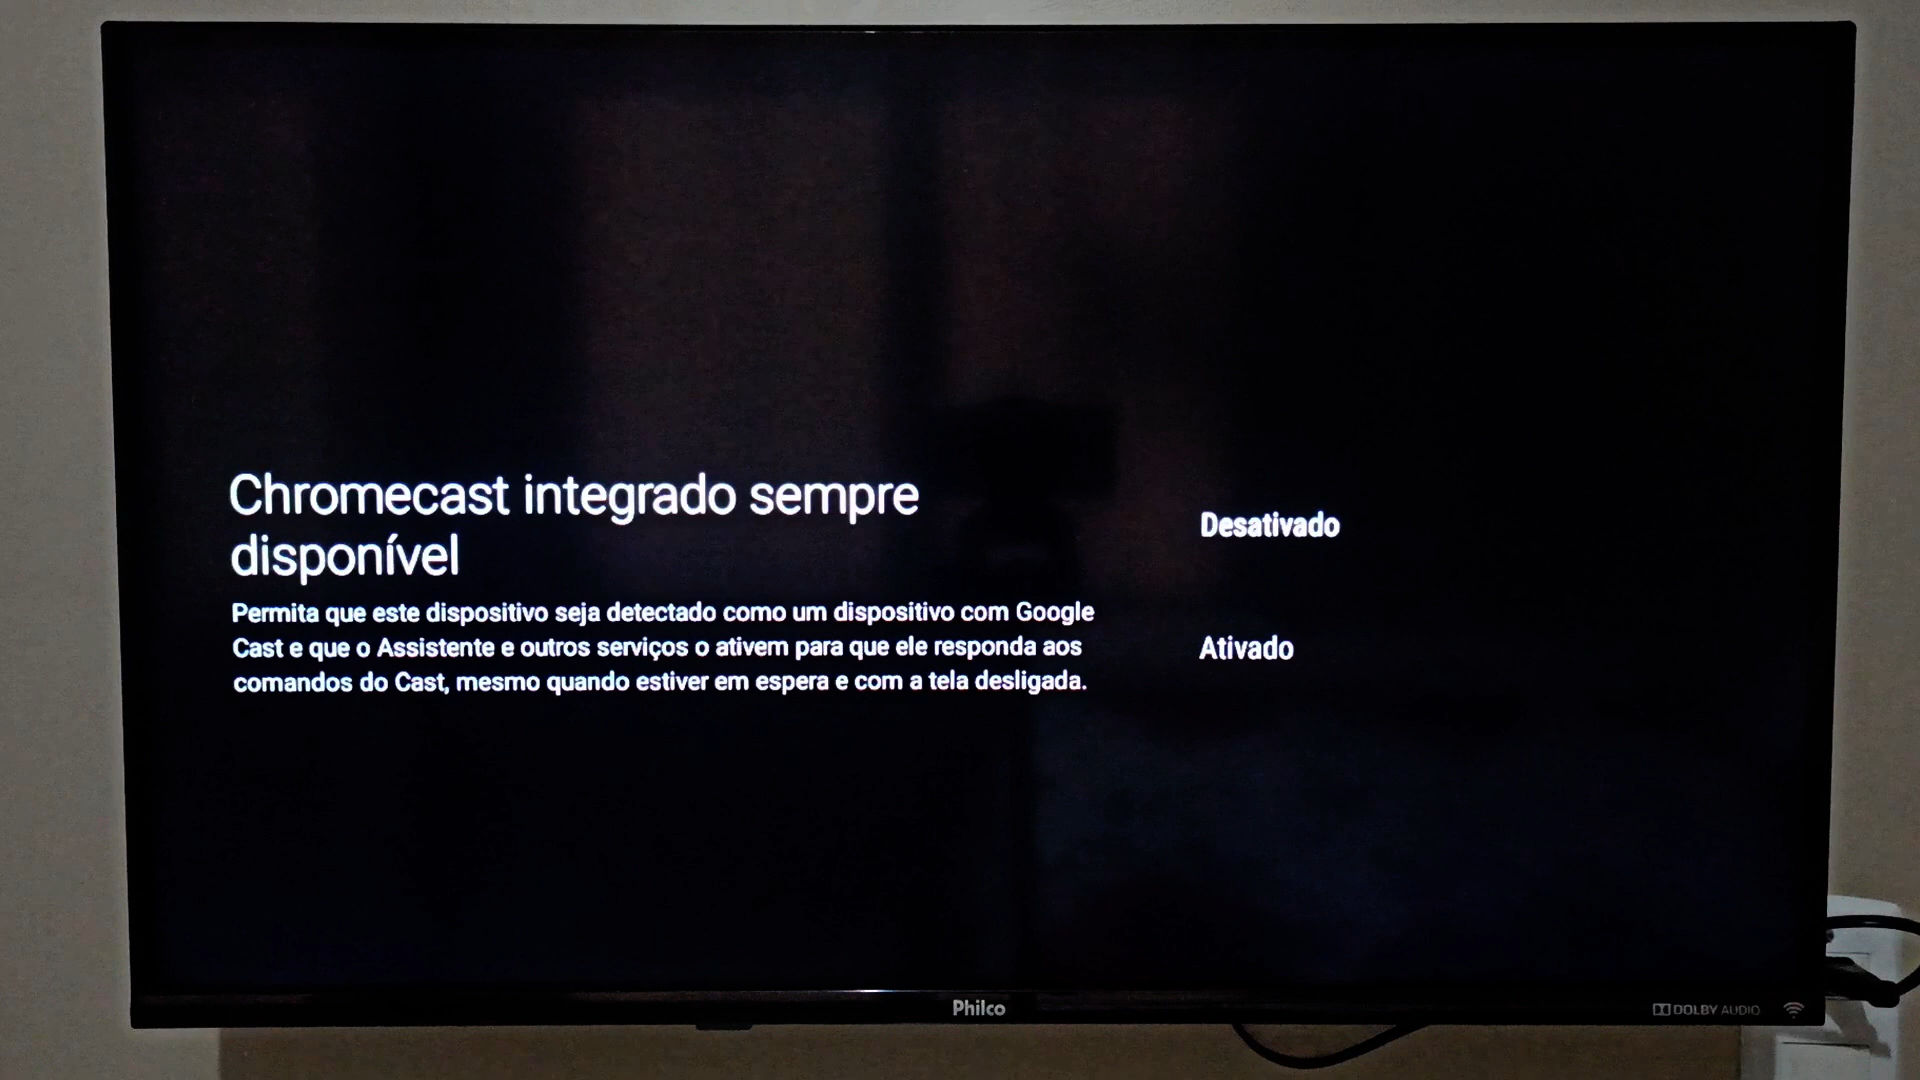 Chromecast integrado sempre
disponível
Permita que este dispositivo seja detectado como um dispositivo com Google
Cast e que o Assistente e outros serviços o ativem para que ele responda aos
comandos do Cast, mesmo quando estiver em espera e com a tela desligada.
Desativado
Ativado
Philco
DOLBY AUDIO